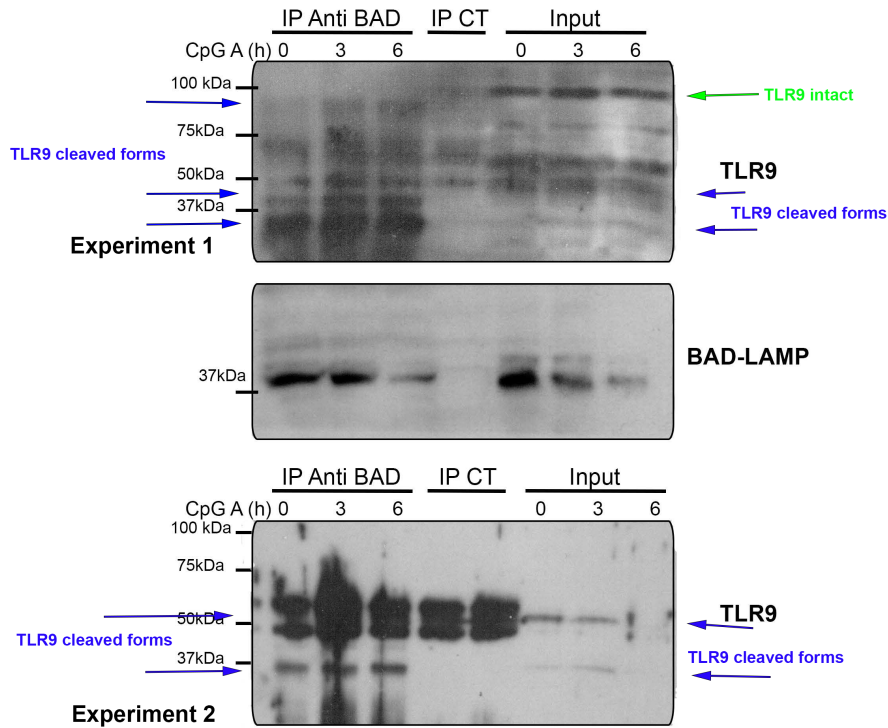 IP Anti BAD IP CT Input
CpG A (h) 0 3 6 0 3 6
100 kDa
TLR9 intact
75kDa
TLR9 cleaved forms
50kDa
TLR9
37kDa
TLR9 cleaved forms
Experiment 1
BAD-LAMP
37kDa
IP Anti BAD IP CT Input
CpG A (h) 0 3 6 0 3 6
100 kDa
75kDa
50kDa
TLR9
TLR9 cleaved forms
37kDa
TLR9 cleaved forms
Experiment 2